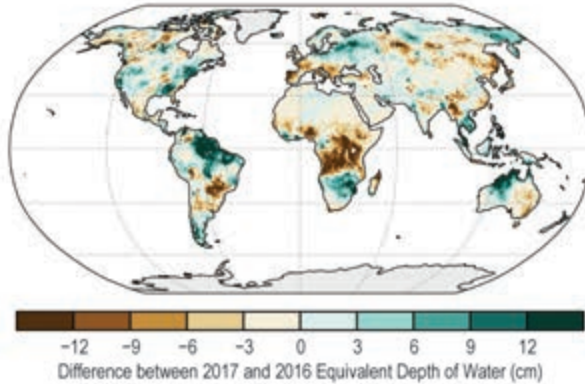 −12 −9 −6 −3 0 3 6 9 12
Difference between 2017 and 2016 Equivalent Depth of Water (cm)